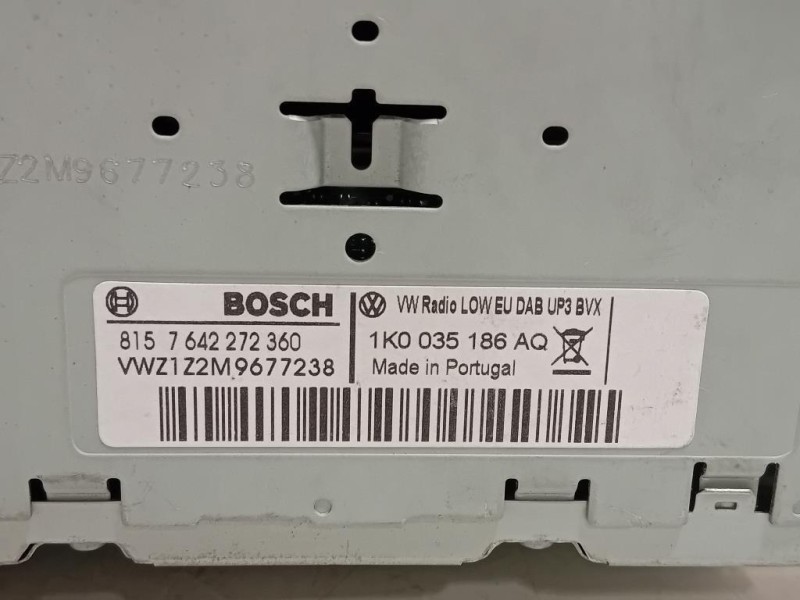 Z2M9677238
BOSCH
VW Radio LOW EU DAB UP3 BVX
815 7 642 272 360
1K0 035 186 AQ
VWZ1Z2M9677238
Made in Portugal